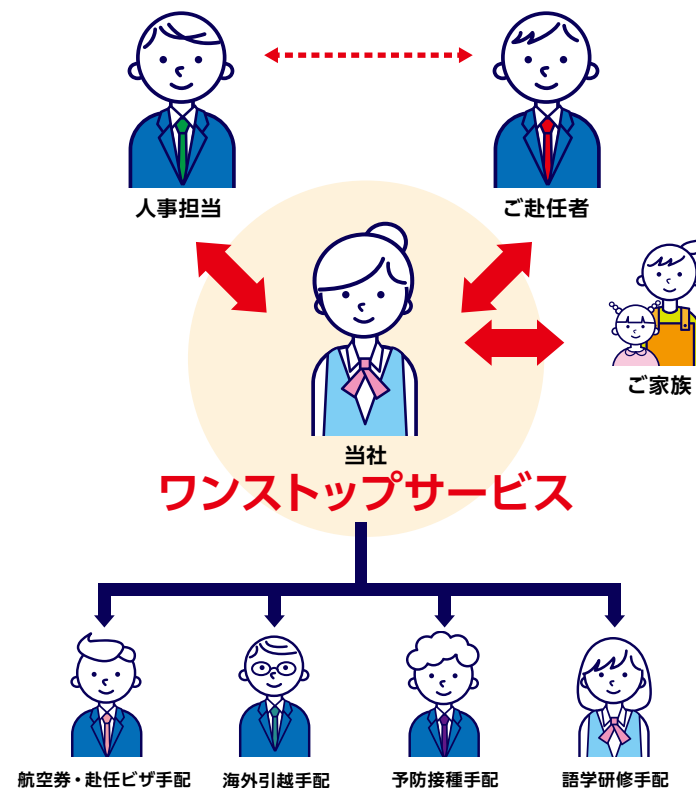 人事担当
ご赴任者
ご家族
当社
ワンストップサービス
航空券・赴任ビザ手配
海外引越手配
予防接種手配
語学研修手配